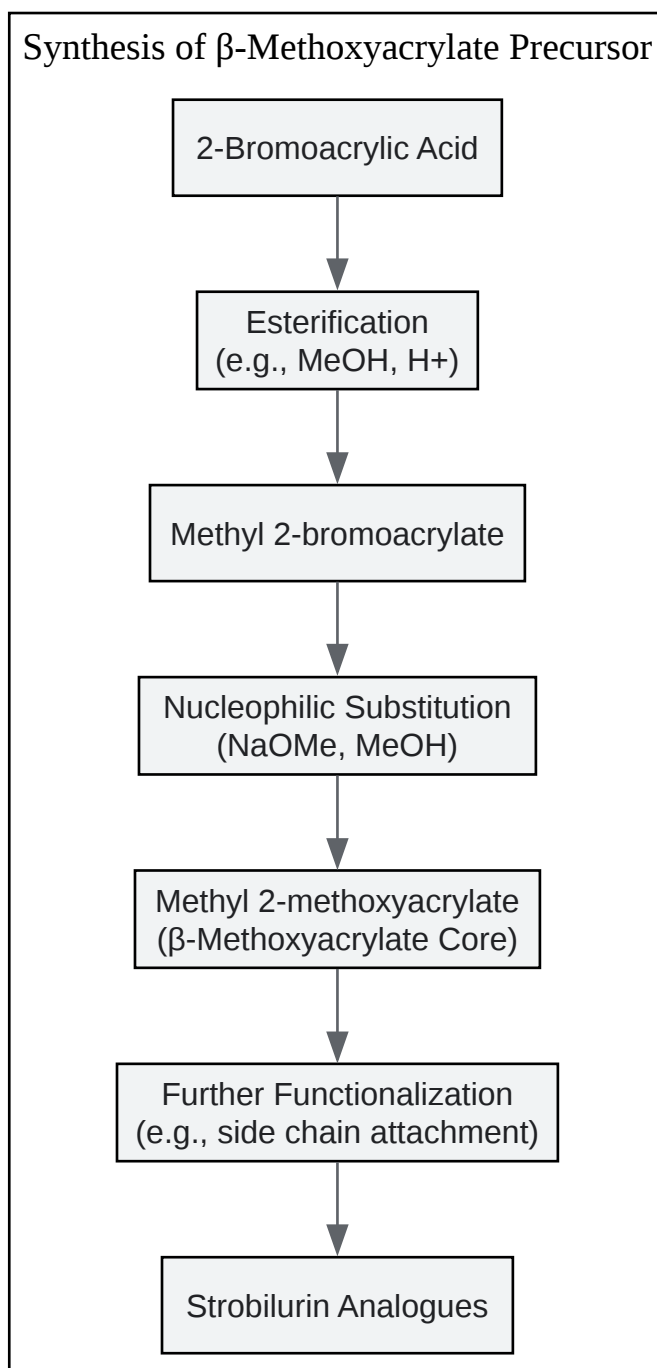 Synthesis of β-Methoxyacrylate Precursor
2-Bromoacrylic Acid
Esterification
(e.g., MeOH, H+)
Methyl 2-bromoacrylate
Nucleophilic Substitution
(NaOMe, MeOH)
Methyl 2-methoxyacrylate
(β-Methoxyacrylate Core)
Further Functionalization
(e.g., side chain attachment)
Strobilurin Analogues